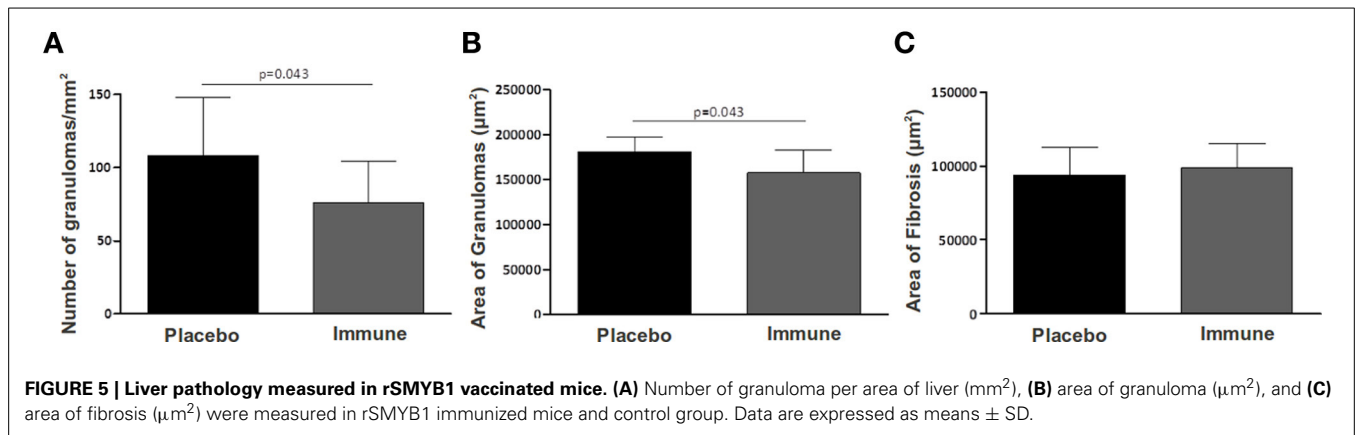 A
B
C
Number of granulomas/mm²
150
100
50
0
p=0.043
Placebo
Immune
Area of Granulomas (µm²)
250000
200000
150000
100000
50000
0
p=0.043
Placebo
Immune
Area of Fibrosis (µm²)
150000
100000
50000
0
Placebo
Immune
FIGURE 5 | Liver pathology measured in rSMYB1 vaccinated mice. (A) Number of granuloma per area of liver (mm²), (B) area of granuloma (µm²), and (C)
area of fibrosis (µm²) were measured in rSMYB1 immunized mice and control group. Data are expressed as means ± SD.